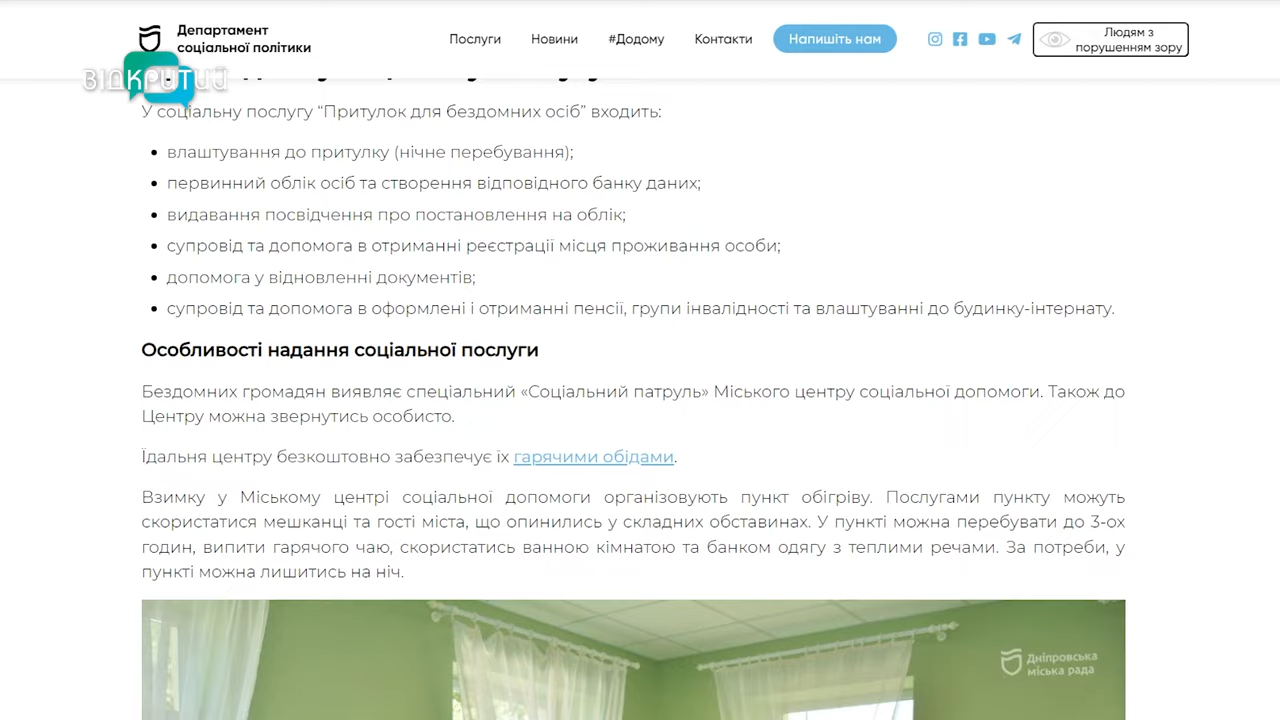 Департамент
соціальної політики
Послуги
Новини
#Додому
Контакти
Напишіть нам
Людям з
порушенням зору
ВІДКРИТИЙ
У соціальну послугу “Притулок для бездомних осіб” входить:
влаштування до притулку (нічне перебування);
первинний облік осіб та створення відповідного банку даних;
видавання посвідчення про постановлення на облік;
супровід та допомога в отриманні реєстрації місця проживання особи;
допомога у відновленні документів;
супровід та допомога в оформлені і отриманні пенсії, групи інвалідності та влаштуванні до будинку-інтернату.
Особливості надання соціальної послуги
Бездомних громадян виявляє спеціальний «Соціальний патруль» Міського центру соціальної допомоги. Також до
Центру можна звернутись особисто.
Їдальня центру безкоштовно забезпечує їх гарячими обідами.
Взимку у Міському центрі соціальної допомоги організовують пункт обігріву. Послугами пункту можуть
скористатися мешканці та гості міста, що опинились у складних обставинах. У пункті можна перебувати до 3-ох
годин, випити гарячого чаю, скористатись ванною кімнатою та банком одягу з теплими речами. За потреби, у
пункті можна лишитись на ніч.
Дніпровська
міська рада